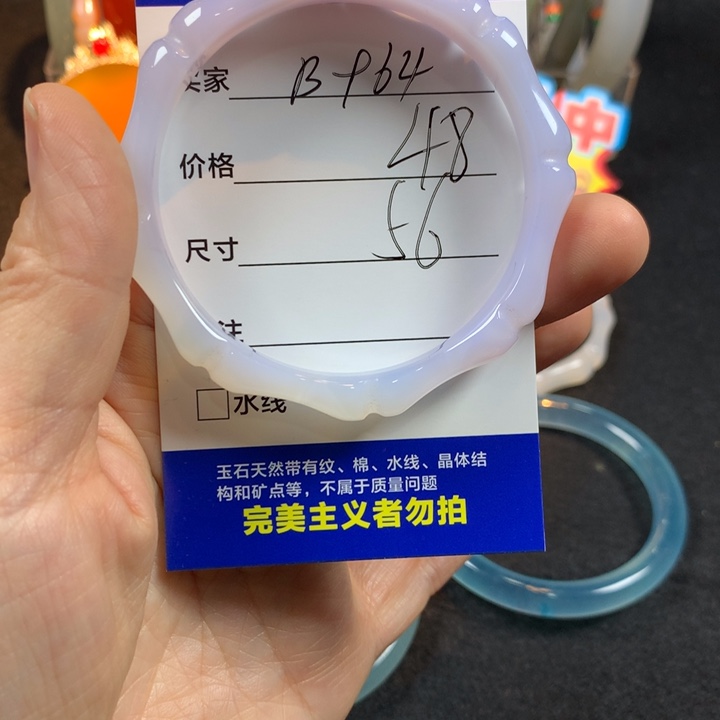 买家 B-P64
价格 48
尺寸 56
注
水线
玉石天然带有纹、棉、水线、晶体结
构和矿点等，不属于质量问题
完美主义者勿拍
中